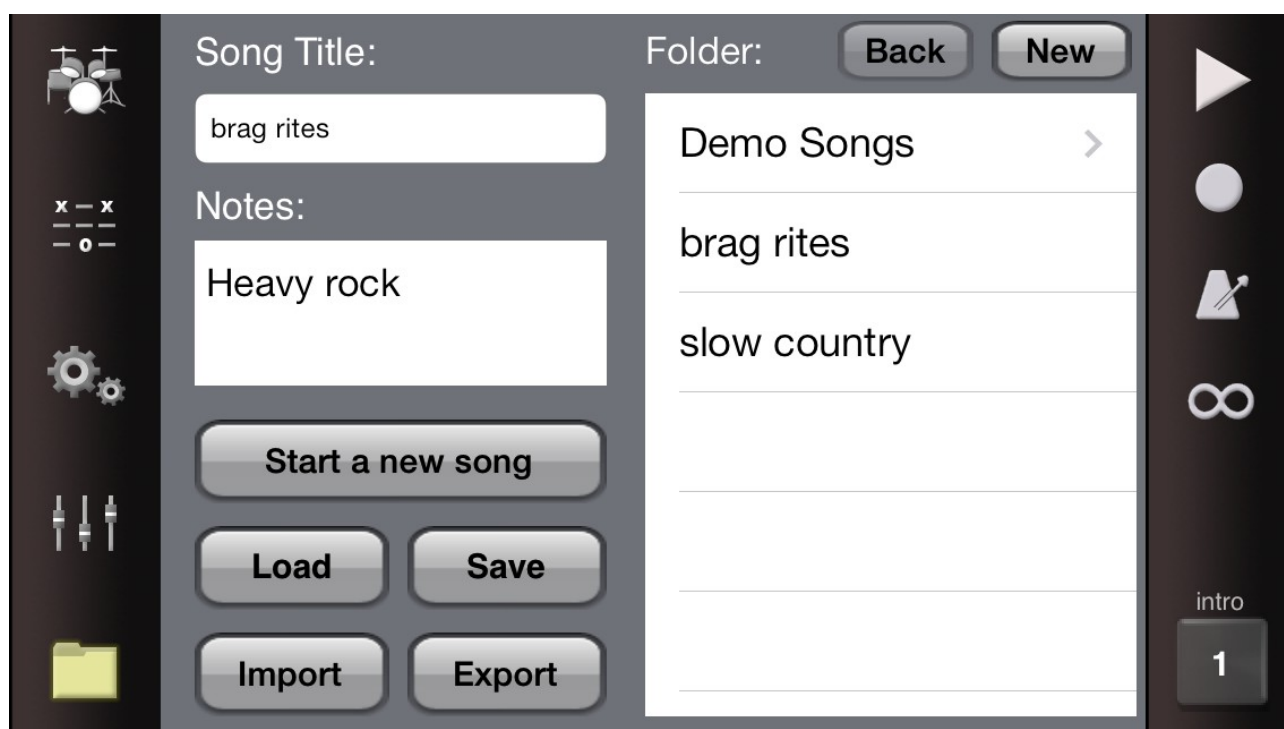 Song Title:
brag rites
Notes:
Heavy rock
Start a new song
Load Save
Import Export
Folder: Back New
Demo Songs
brag rites
slow country
x — x
— — —
— o —
intro
1